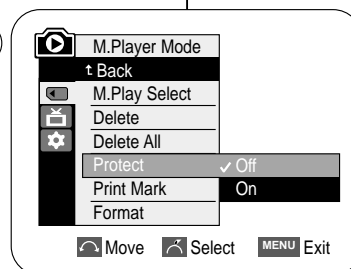 M.Player Mode
Back
M.Play Select
Delete
Delete All
Protect ✓ Off
Print Mark On
Format
Move Select MENU Exit